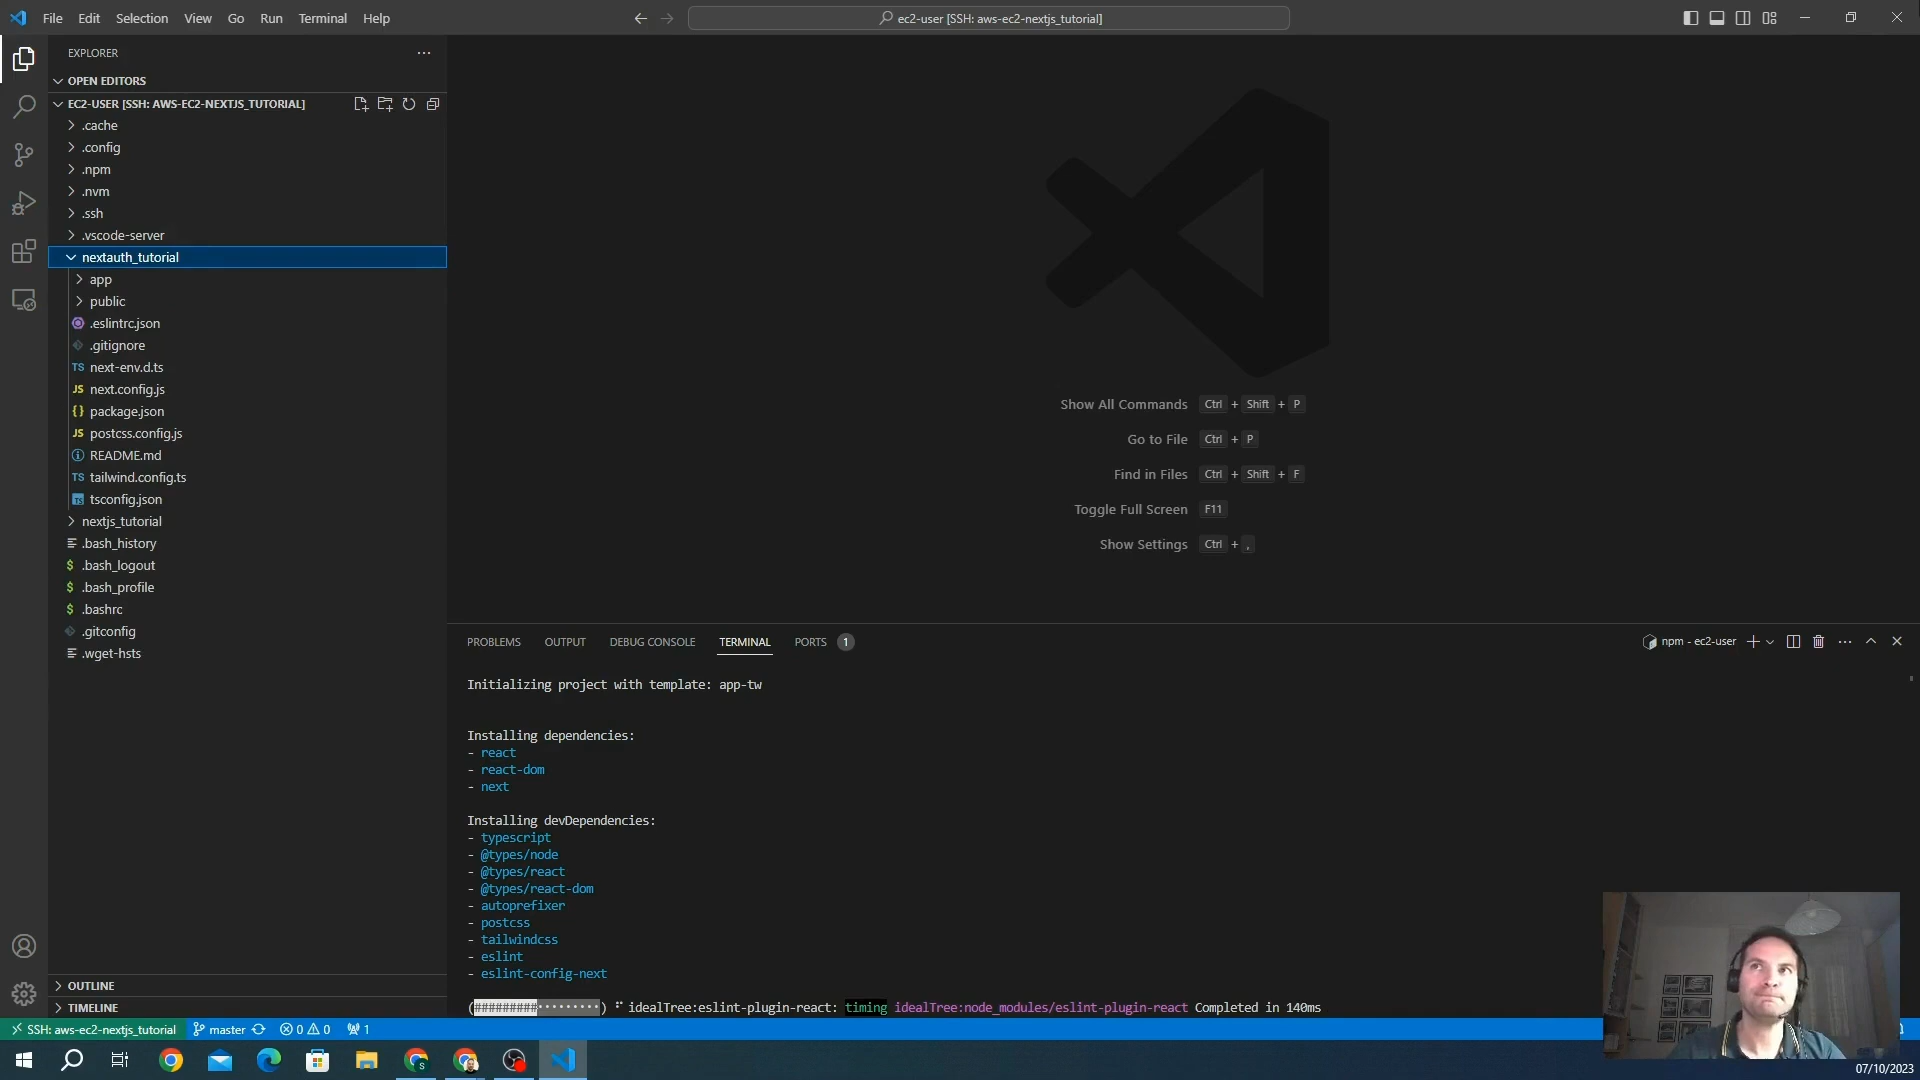 File Edit Selection View Go Run Terminal Help
ec2-user [SSH: aws-ec2-nextjs_tutorial]
EXPLORER
OPEN EDITORS
EC2-USER [SSH: AWS-EC2-NEXTJS_TUTORIAL]
.cache
.config
.npm
.nvm
.ssh
.vscode-server
nextauth_tutorial
app
public
.eslintrc.json
.gitignore
TS next-env.d.ts
JS next.config.js
{} package.json
JS postcss.config.js
README.md
TS tailwind.config.ts
TS tsconfig.json
nextjs_tutorial
.bash_history
$ .bash_logout
$ .bash_profile
$ .bashrc
.gitconfig
.wget-hsts
OUTLINE
TIMELINE
Show All Commands Ctrl + Shift + P
Go to File Ctrl + P
Find in Files Ctrl + Shift + F
Toggle Full Screen F11
Show Settings Ctrl + ,
PROBLEMS OUTPUT DEBUG CONSOLE TERMINAL PORTS 1
npm - ec2-user
Initializing project with template: app-tw
Installing dependencies:
- react
- react-dom
- next
Installing devDependencies:
- typescript
- @types/node
- @types/react
- @types/react-dom
- autoprefixer
- postcss
- tailwindcss
- eslint
- eslint-config-next
(#########.........) ⠋ idealTree:eslint-plugin-react: timing idealTree:node_modules/eslint-plugin-react Completed in 140ms
SSH: aws-ec2-nextjs_tutorial master 0 0 1
07/10/2023